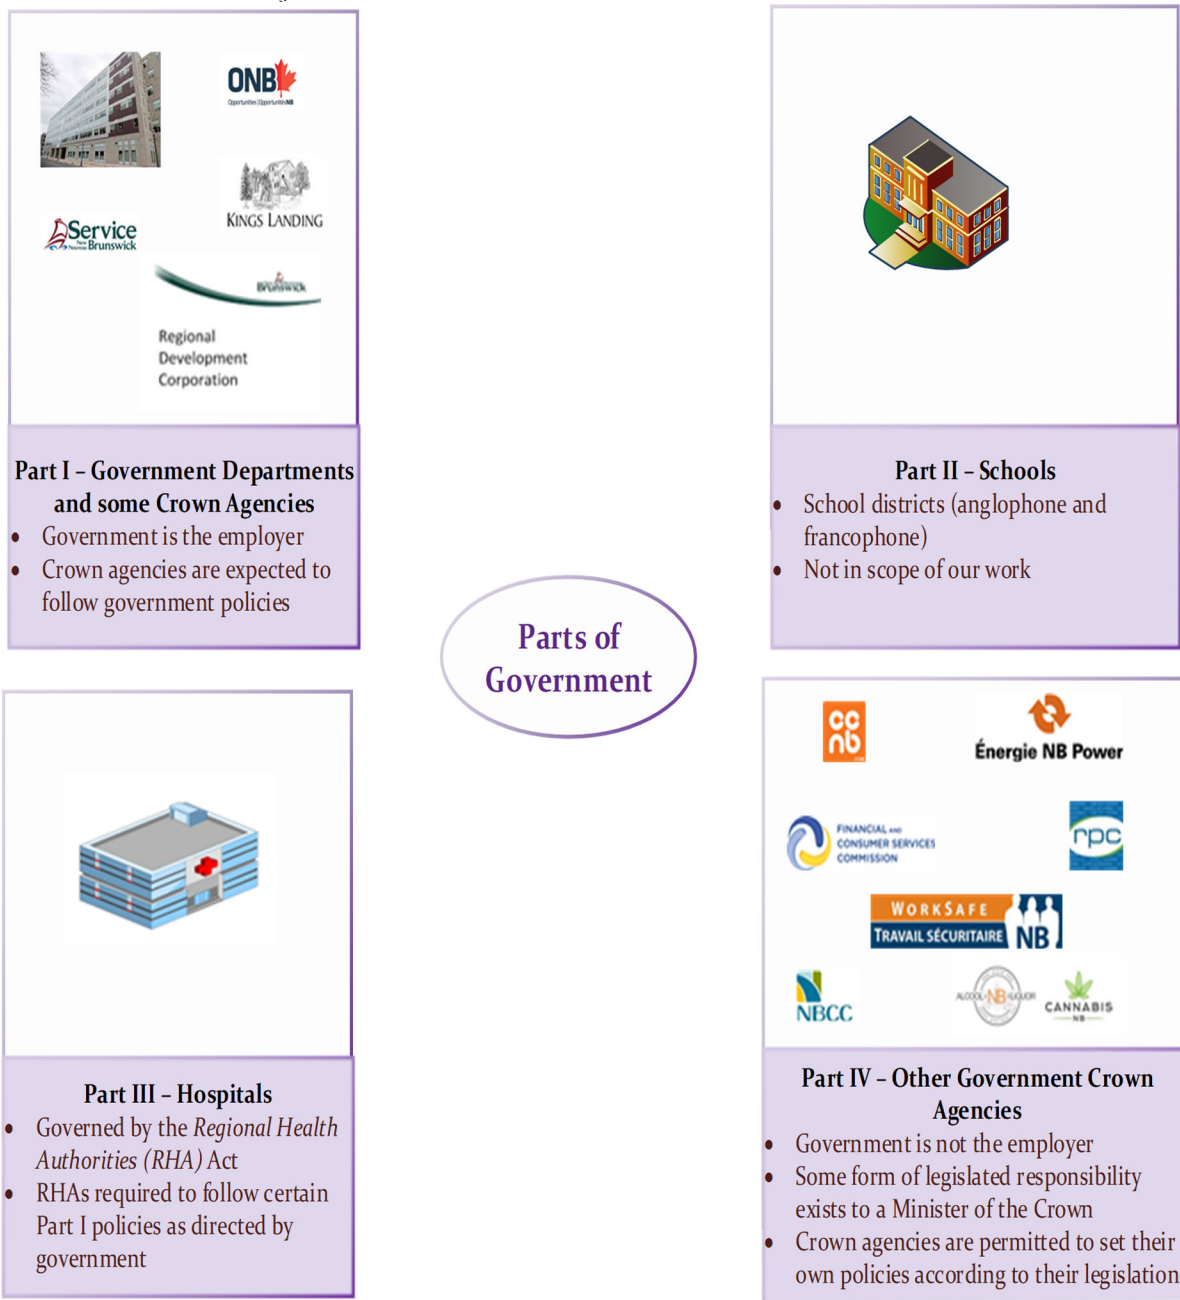 ONB
Opportunities|OpportunitésNB
KINGS LANDING
Service
New
Nouveau Brunswick
Brunswick
Regional
Development
Corporation
Part I – Government Departments
and some Crown Agencies
• Government is the employer
• Crown agencies are expected to
follow government policies
Part II – Schools
• School districts (anglophone and
francophone)
• Not in scope of our work
Parts of
Government
Part III – Hospitals
• Governed by the Regional Health
Authorities (RHA) Act
• RHAs required to follow certain
Part I policies as directed by
government
cc
nb
Énergie NB Power
FINANCIAL AND
CONSUMER SERVICES
COMMISSION
rpc
WORKSAFE
TRAVAIL SÉCURITAIRE NB
NBCC
ALCOOL NB LIQUOR
CANNABIS
NB
Part IV – Other Government Crown
Agencies
• Government is not the employer
• Some form of legislated responsibility
exists to a Minister of the Crown
• Crown agencies are permitted to set their
own policies according to their legislation